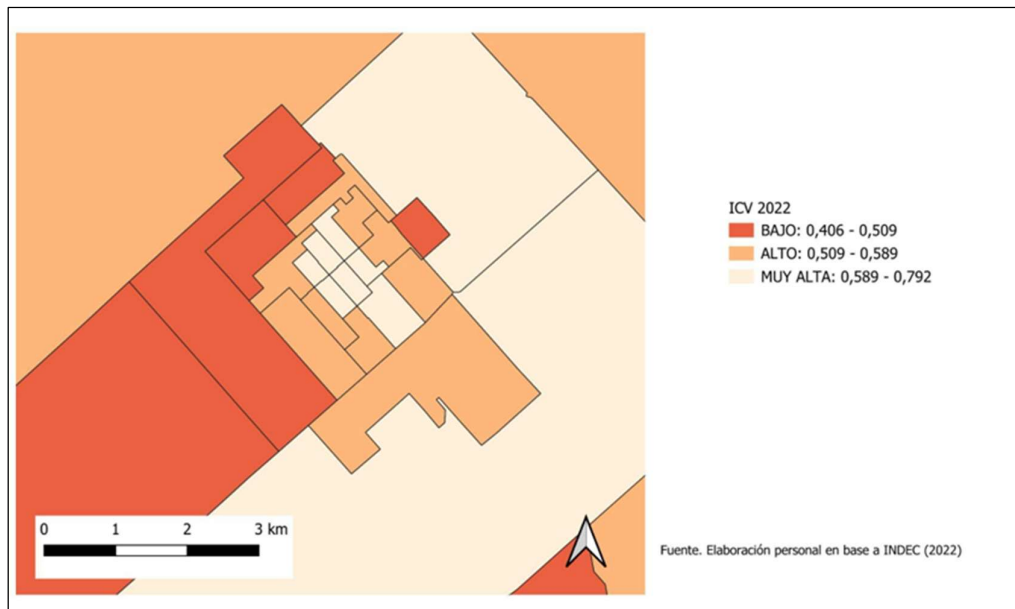 ICV 2022
BAJO: 0,406 - 0,509
ALTO: 0,509 - 0,589
MUY ALTA: 0,589 - 0,792
0 1 2 3 km
Fuente. Elaboración personal en base a INDEC (2022)